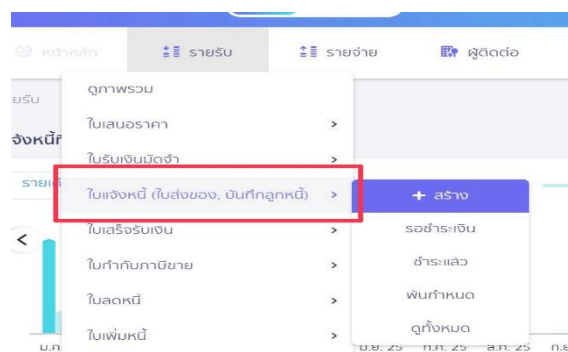 หน้าหลัก
รายรับ
รายจ่าย
ผู้ติดต่อ
ดูภาพรวม
ใบเสนอราคา
ใบรับเงินมัดจำ
ใบแจ้งหนี้ (ใบส่งของ, บันทึกลูกหนี้)
+ สร้าง
ใบเสร็จรับเงิน
รอชำระเงิน
ใบกำกับภาษีขาย
ชำระแล้ว
ใบลดหนี้
พ้นกำหนด
ใบเพิ่มหนี้
ดูทั้งหมด
ก.ค. 25
ส.ค. 25